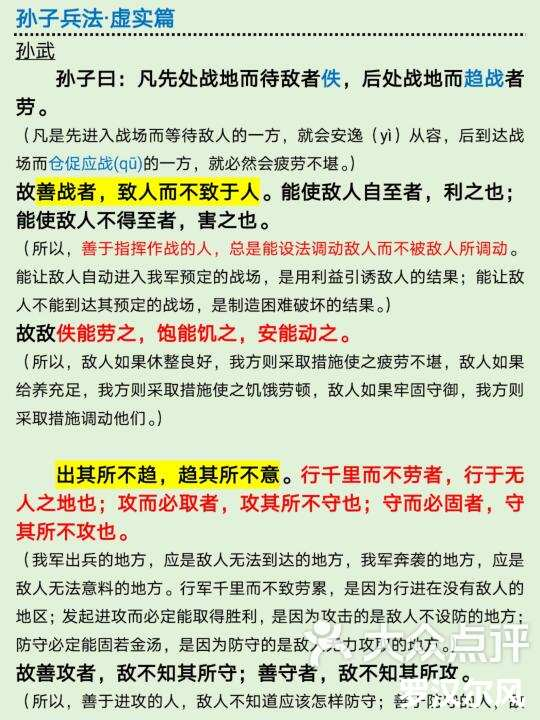 孙子兵法·虚实篇
孙武
孙子曰：凡先处战地而待敌者佚，后处战地而趋战者
劳。
（凡是先进入战场而等待敌人的一方，就会安逸（yì）从容，后到达战
场而仓促应战(qū)的一方，就必然会疲劳不堪。）
故善战者，致人而不致于人。能使敌人自至者，利之也；
能使敌人不得至者，害之也。
（所以，善于指挥作战的人，总是能设法调动敌人而不被敌人所调动。
能让敌人自动进入我军预定的战场，是用利益引诱敌人的结果；能让敌
人不能到达其预定的战场，是制造困难破坏的结果。）
故敌佚能劳之，饱能饥之，安能动之。
（所以，敌人如果休整良好，我方则采取措施使之疲劳不堪，敌人如果
给养充足，我方则采取措施使之饥饿劳顿，敌人如果牢固守御，我方则
采取措施调动他们。）
出其所不趋，趋其所不意。行千里而不劳者，行于无
人之地也；攻而必取者，攻其所不守也；守而必固者，守
其所不攻也。
（我军出兵的地方，应是敌人无法到达的地方，我军奔袭的地方，应是
敌人无法意料的地方。行军千里而不致劳累，是因为行进在没有敌人的
地区；发起进攻而必定能取得胜利，是因为攻击的是敌人不设防的地方；
防守必定能固若金汤，是因为防守的是敌人无力攻取的地方。）
大众点评
故善攻者，敌不知其所守；善守者，敌不知其所攻。
罗汉尔风
（所以，善于进攻的人，敌人不知道应该怎样防守；善于防守的人，敌